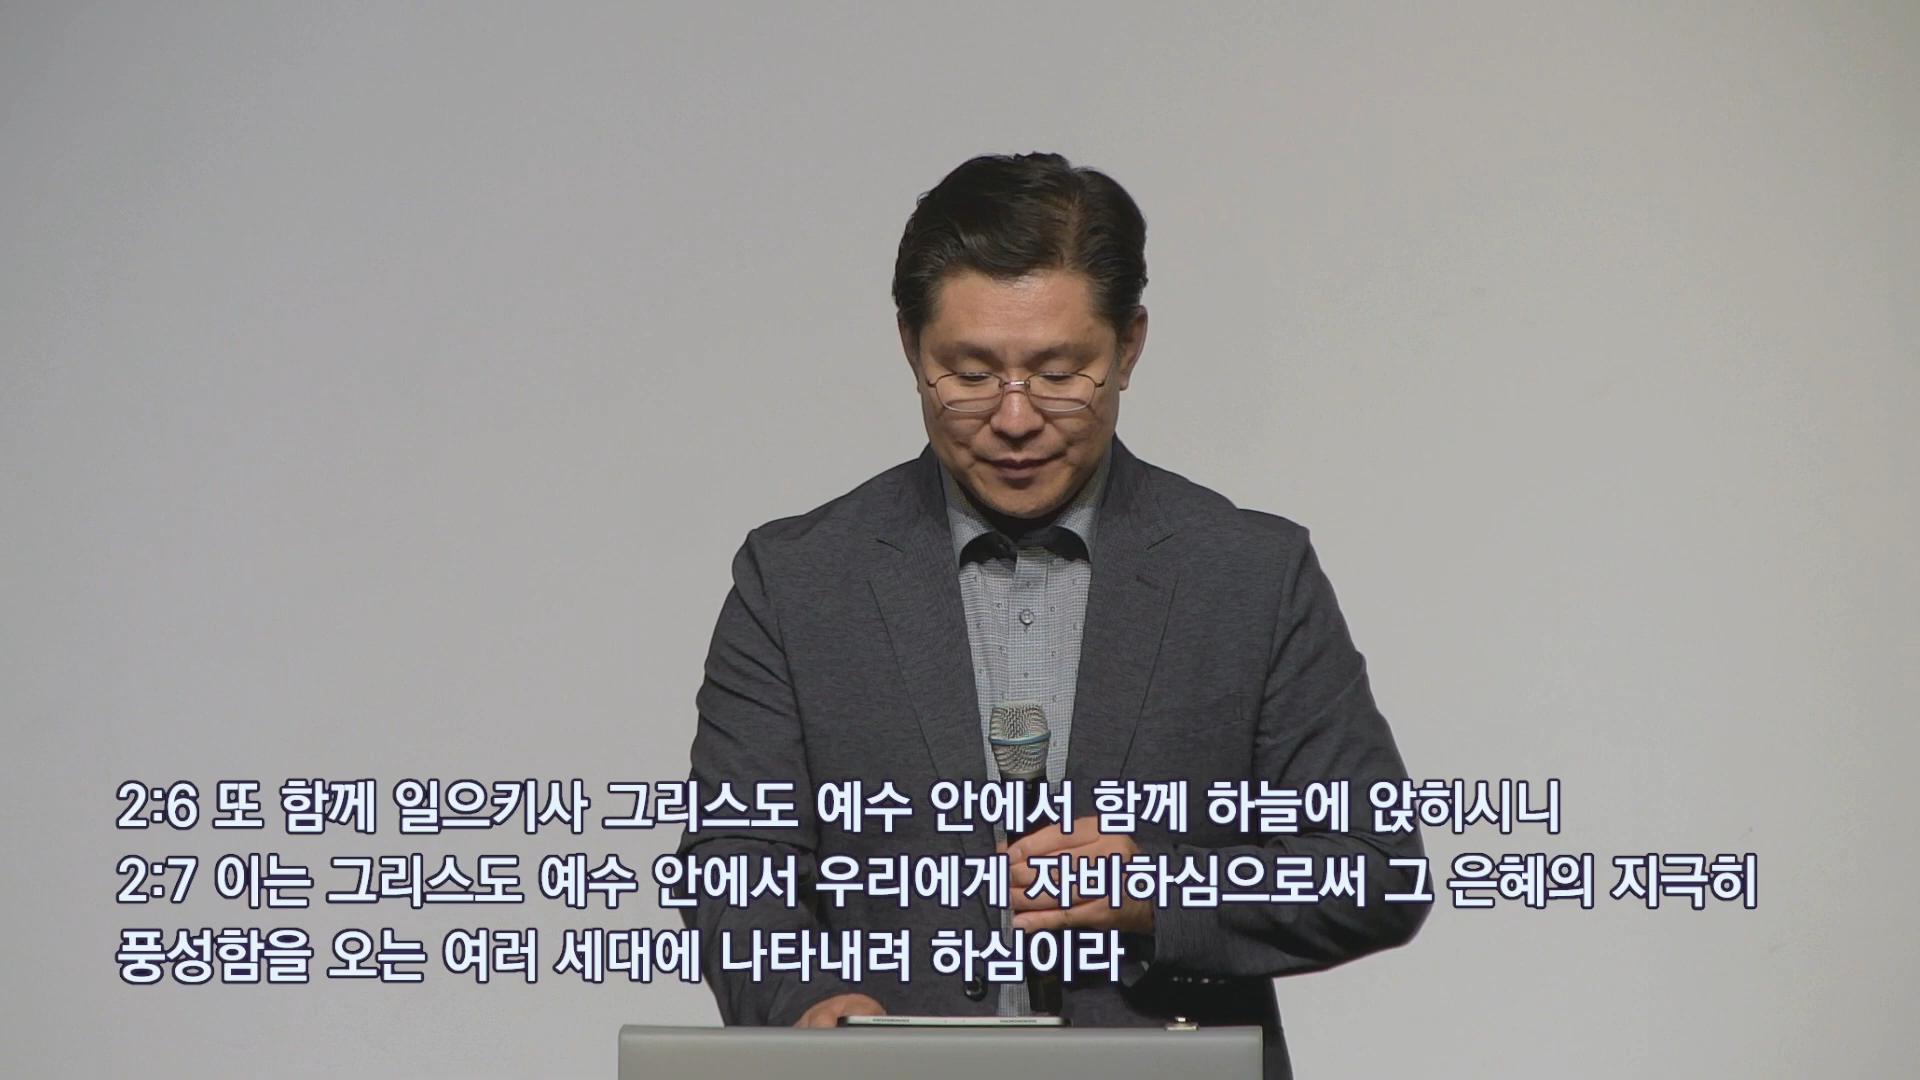 2:6 또 함께 일으키사 그리스도 예수 안에서 함께 하늘에 앉히시니
2:7 이는 그리스도 예수 안에서 우리에게 자비하심으로써 그 은혜의 지극히
풍성함을 오는 여러 세대에 나타내려 하심이라